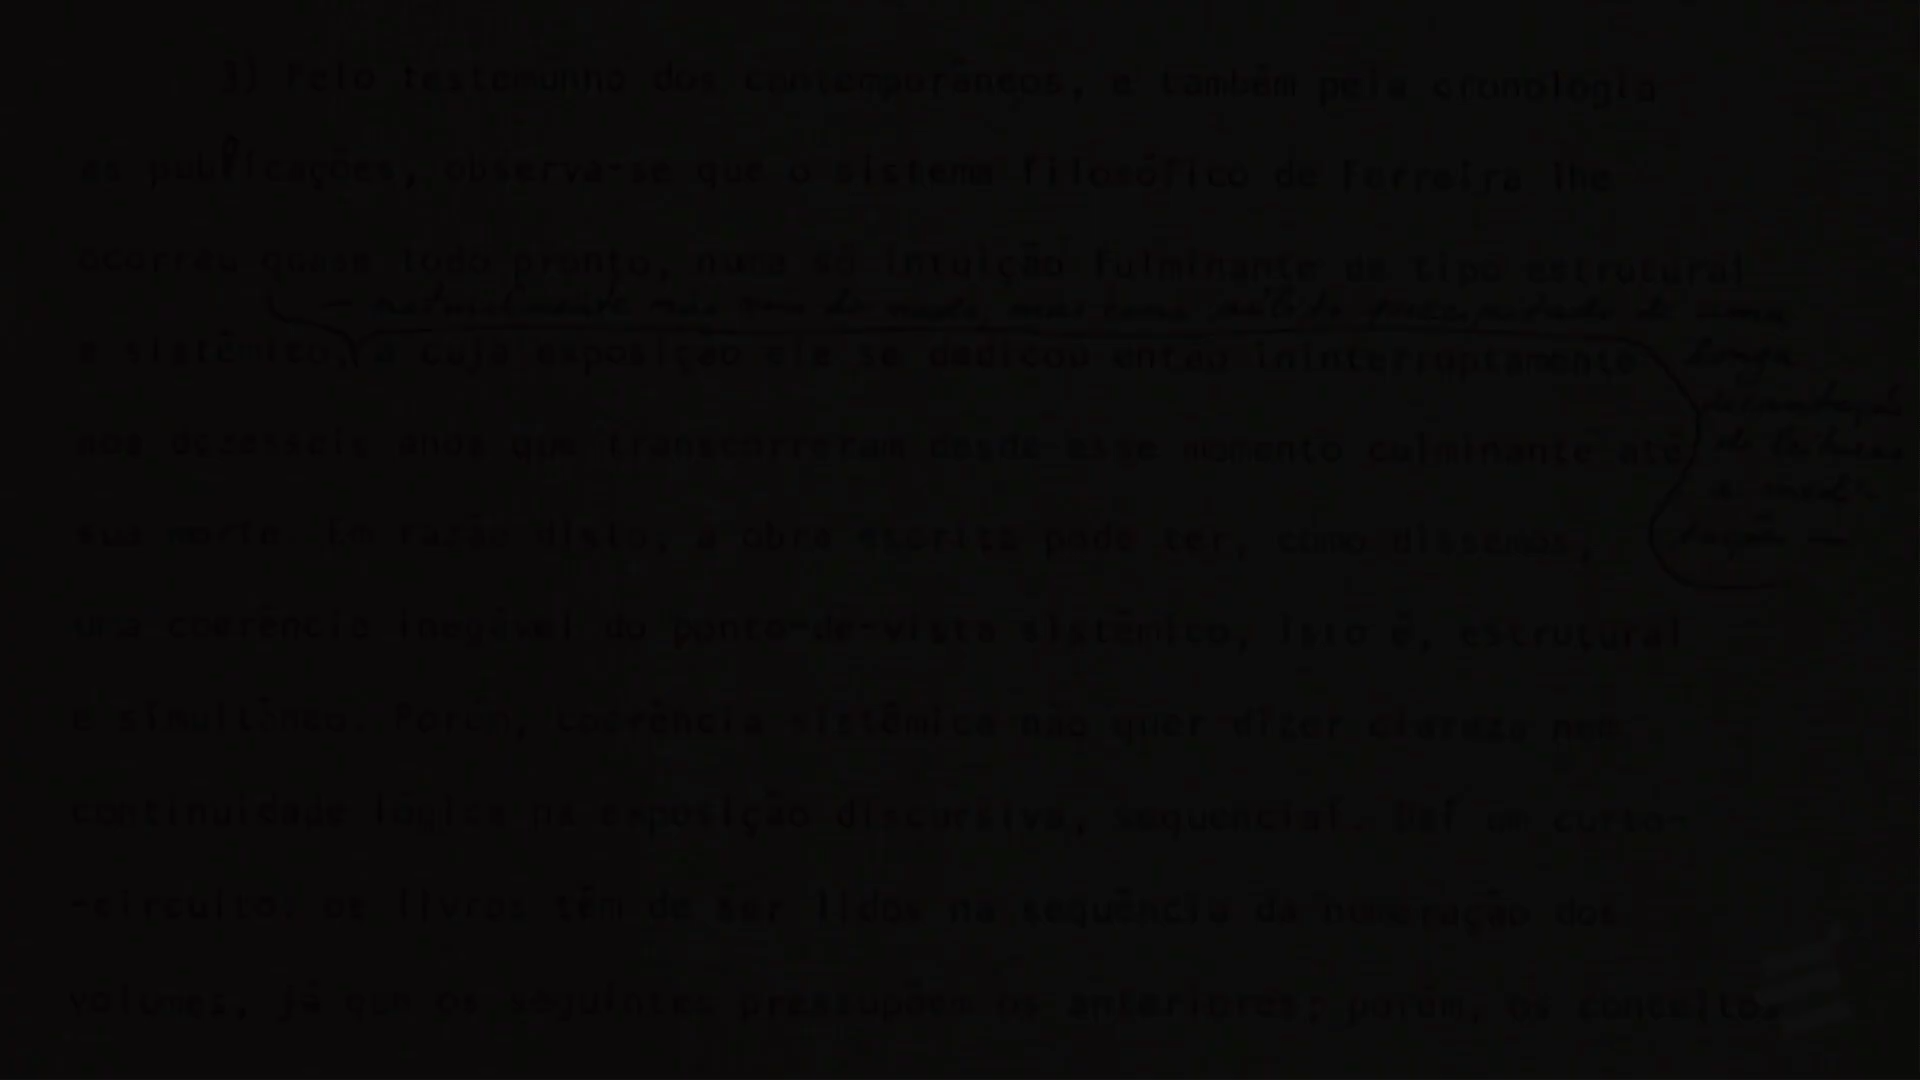 3) Pelo testemunho dos contemporâneos, e também pela cronologia
as publicações, observa-se que o sistema filosófico de Ferreira lhe
ocorreu quase todo pronto, numa só intuição fulminante de tipo estrutural
e sistêmico, a cuja exposição ele se dedicou então ininterruptamente
nos dezesseis anos que transcorreram desde esse momento culminante até
sua morte. Em razão disto, a obra escrita pode ter, como dissemos,
uma coerência inegável do ponto-de-vista sistêmico, isto é, estrutural
e simultâneo. Porém, coerência sistêmica não quer dizer clareza nem
continuidade lógica na exposição discursiva, sequencial. Daí um curto-
-circuito: os livros têm de ser lidos na sequência da numeração dos
volumes, já que os seguintes pressupõem os anteriores; porém, os conceito